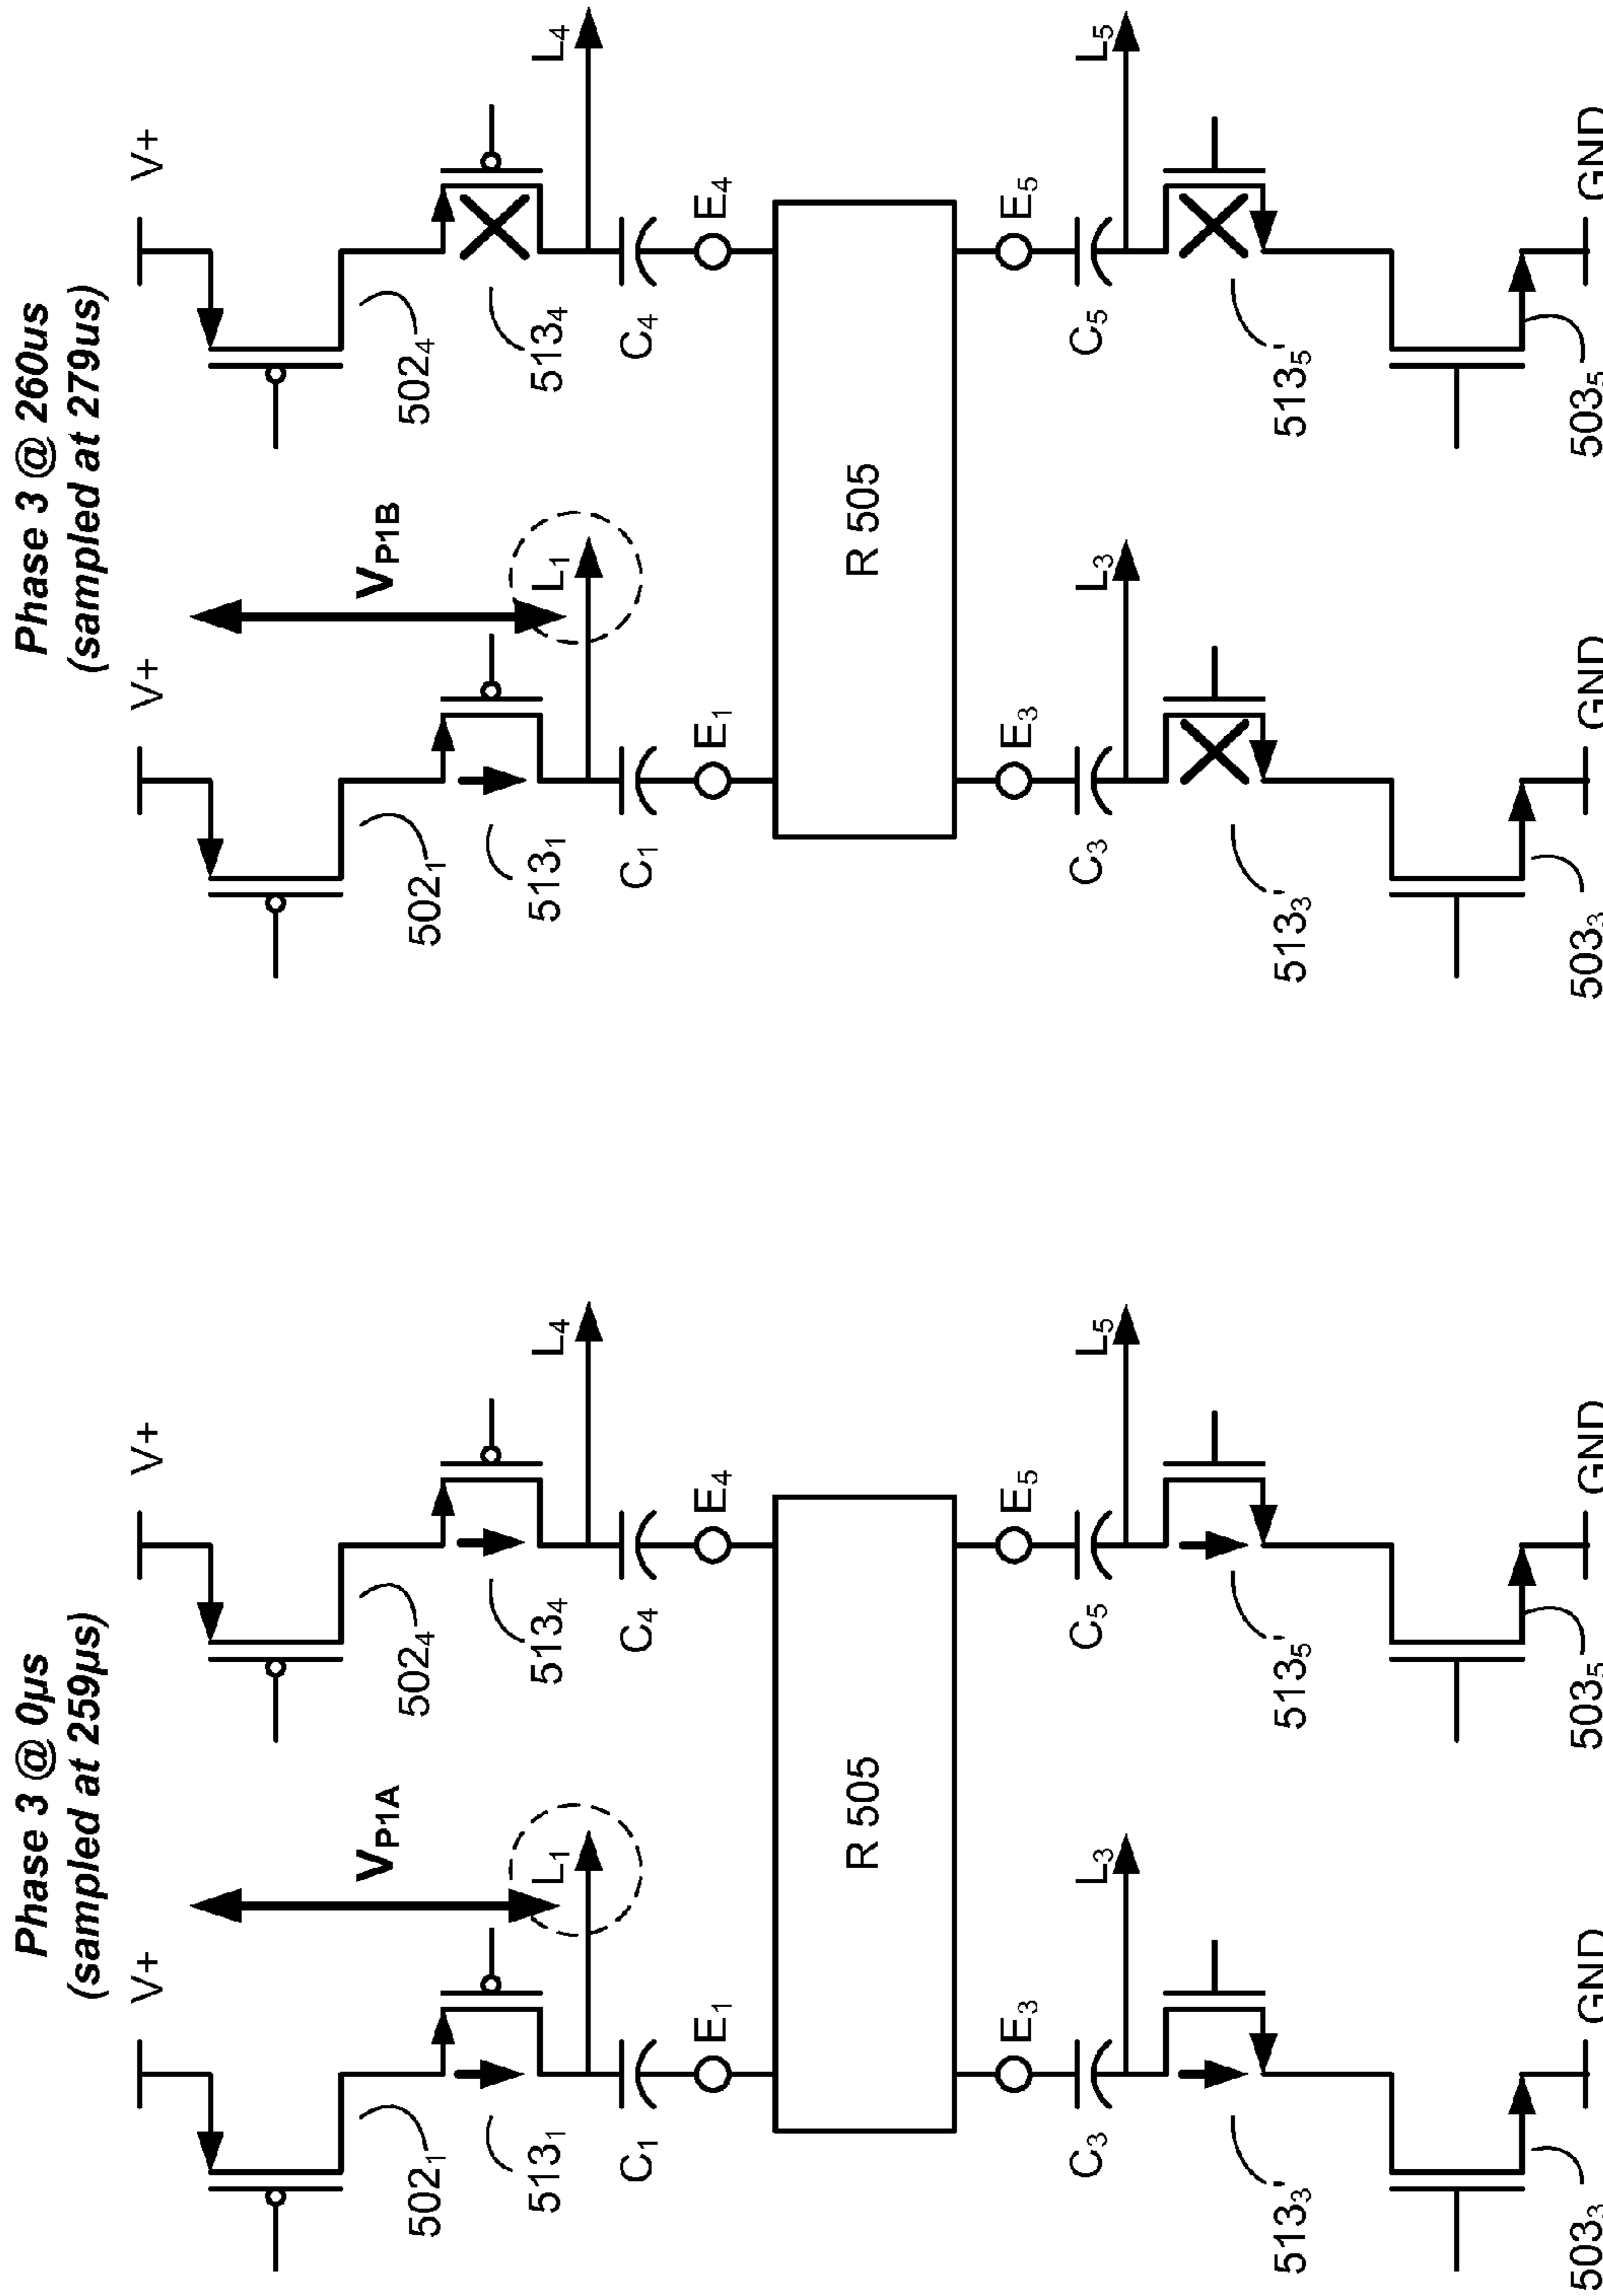 Phase 3 @ 0µs
(sampled at 259µs)
V+
V+
V_P1A
502₁
502₄
513₁
513₄
L₁
L₄
C₁
C₄
E₁
E₄
R 505
E₃
E₅
C₃
C₅
L₃
L₅
513₃'
513₅'
503₃
503₅
GND
GND
Phase 3 @ 260us
(sampled at 279us)
V+
V+
V_P1B
502₁
502₄
513₁
513₄
L₁
L₄
C₁
C₄
E₁
E₄
R 505
E₃
E₅
C₃
C₅
L₃
L₅
513₃'
513₅'
503₃
503₅
GND
GND